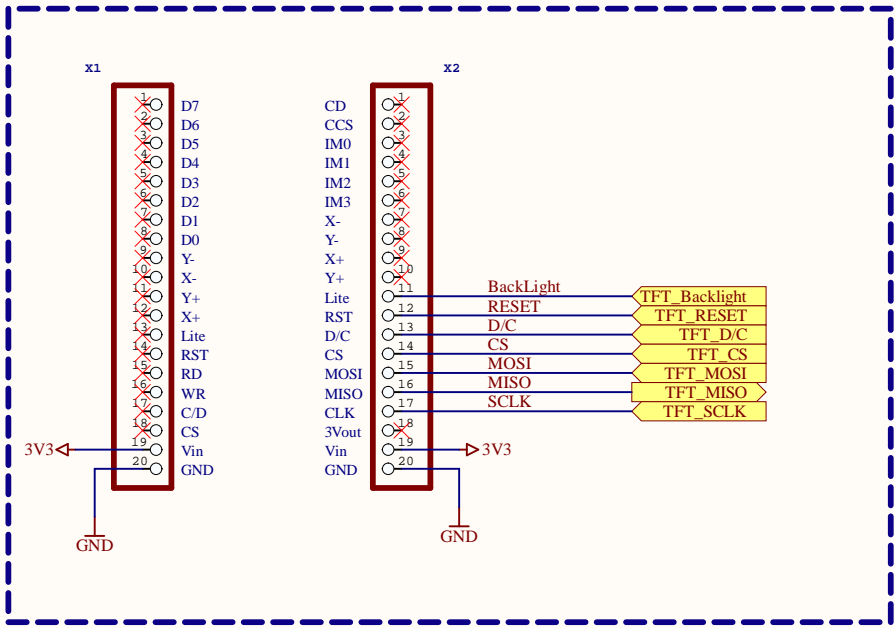 X1
X2
1 D7
2 D6
3 D5
4 D4
5 D3
6 D2
7 D1
8 D0
9 Y-
10 X-
11 Y+
12 X+
13 Lite
14 RST
15 RD
16 WR
17 C/D
18 CS
3V3 19 Vin
20 GND
GND
CD 1
CCS 2
IM0 3
IM1 4
IM2 5
IM3 6
X- 7
Y- 8
X+ 9
Y+ 10
Lite 11 BackLight TFT_Backlight
RST 12 RESET TFT_RESET
D/C 13 D/C TFT_D/C
CS 14 CS TFT_CS
MOSI 15 MOSI TFT_MOSI
MISO 16 MISO TFT_MISO
CLK 17 SCLK TFT_SCLK
3Vout 18
Vin 19 3V3
GND 20
GND